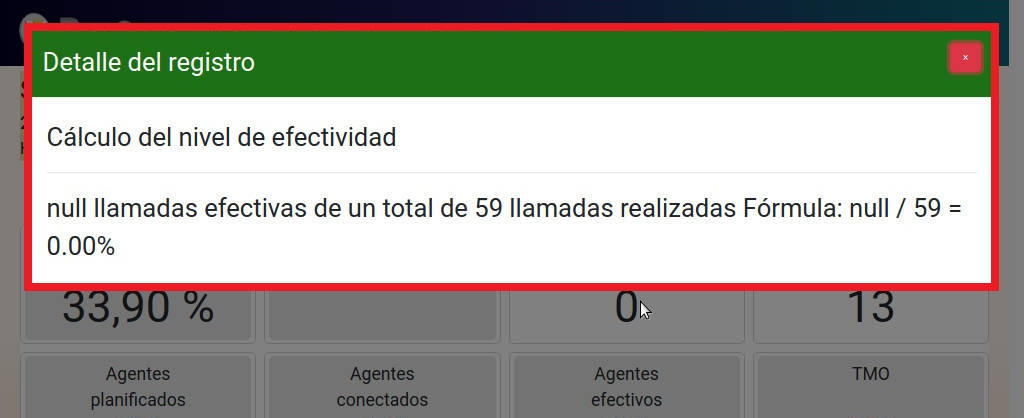 Detalle del registro
×
Cálculo del nivel de efectividad
null llamadas efectivas de un total de 59 llamadas realizadas Fórmula: null / 59 =
0.00%
33,90 %
0
13
Agentes
planificados
Agentes
conectados
Agentes
efectivos
TMO